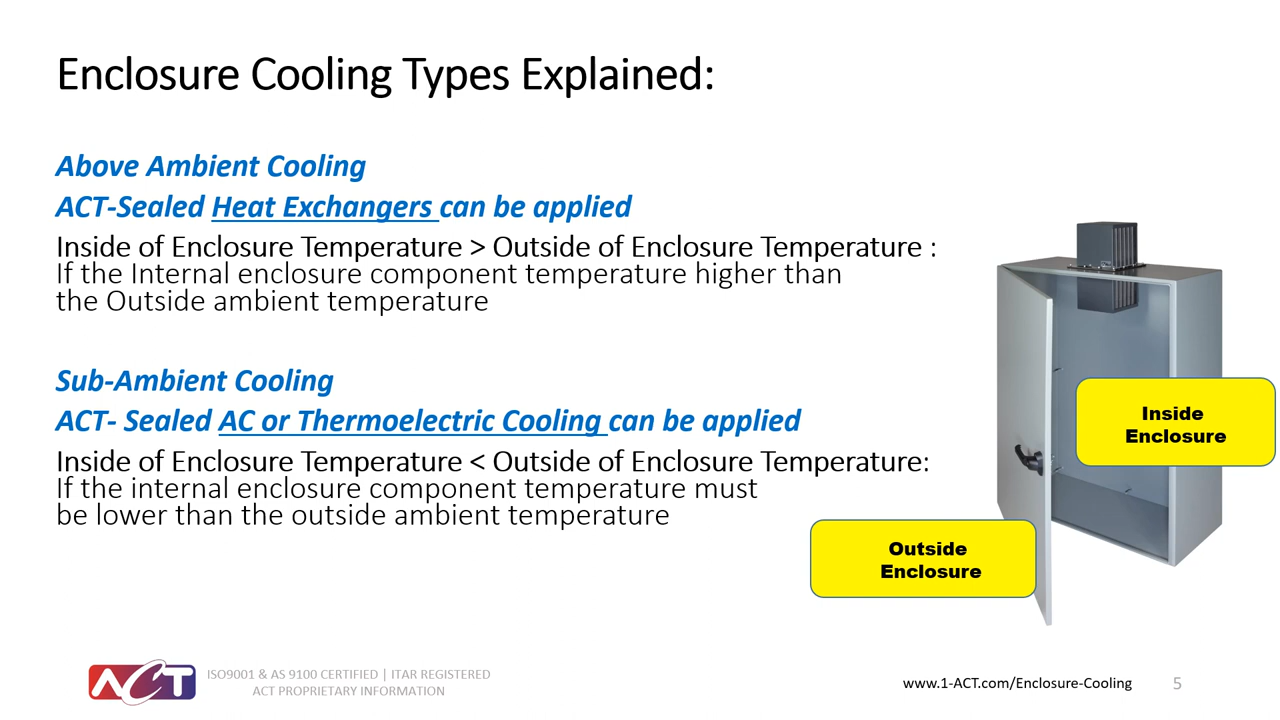 Enclosure Cooling Types Explained:
Above Ambient Cooling
ACT-Sealed Heat Exchangers can be applied
Inside of Enclosure Temperature > Outside of Enclosure Temperature :
If the Internal enclosure component temperature higher than
the Outside ambient temperature
Sub-Ambient Cooling
ACT- Sealed AC or Thermoelectric Cooling can be applied
Inside of Enclosure Temperature < Outside of Enclosure Temperature:
If the internal enclosure component temperature must
be lower than the outside ambient temperature
Inside
Enclosure
Outside
Enclosure
ACT
ISO9001 & AS 9100 CERTIFIED | ITAR REGISTERED
ACT PROPRIETARY INFORMATION
www.1-ACT.com/Enclosure-Cooling
5